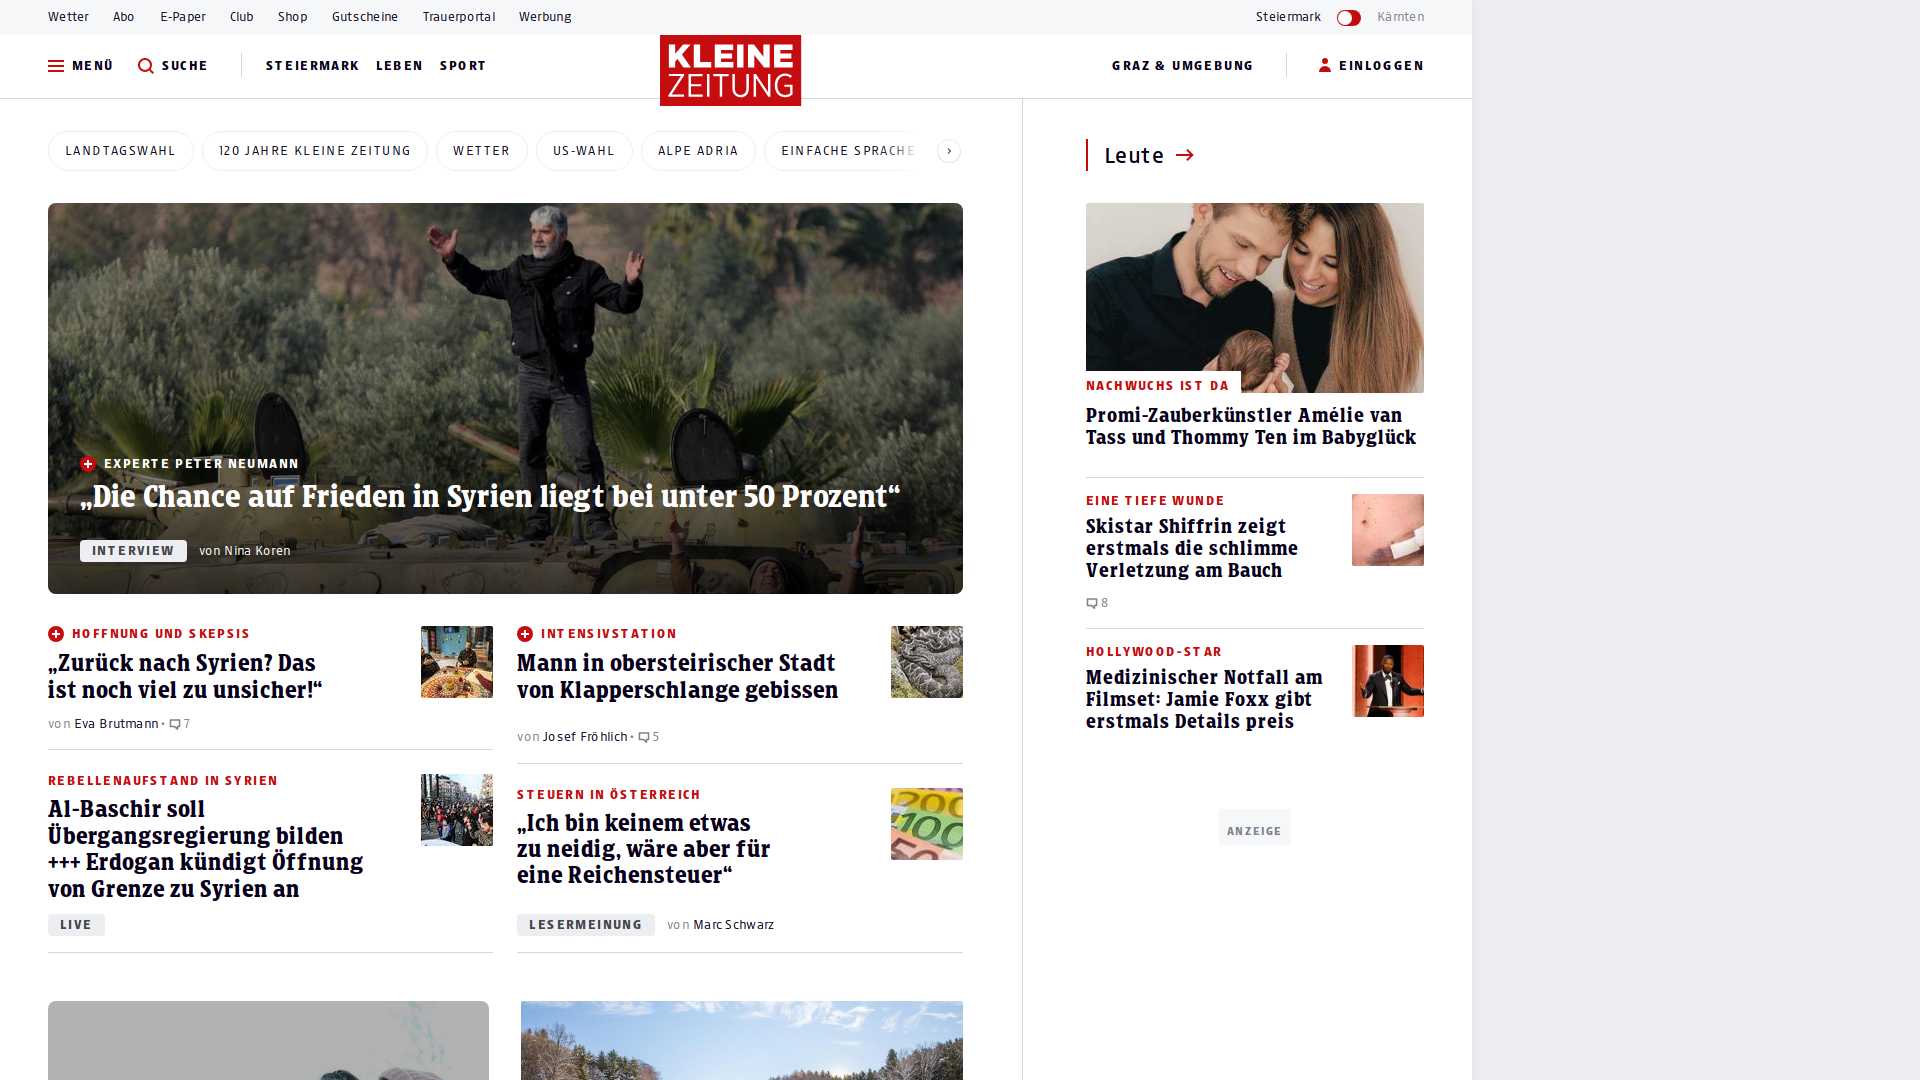 Wetter Abo E-Paper Club Shop Gutscheine Trauerportal Werbung Steiermark Kärnten
MENÜ SUCHE STEIERMARK LEBEN SPORT KLEINE ZEITUNG GRAZ & UMGEBUNG EINLOGGEN
LANDTAGSWAHL 120 JAHRE KLEINE ZEITUNG WETTER US-WAHL ALPE ADRIA EINFACHE SPRACHE
EXPERTE PETER NEUMANN
„Die Chance auf Frieden in Syrien liegt bei unter 50 Prozent“
INTERVIEW von Nina Koren
HOFFNUNG UND SKEPSIS
„Zurück nach Syrien? Das
ist noch viel zu unsicher!“
von Eva Brutmann • 7
REBELLENAUFSTAND IN SYRIEN
Al-Baschir soll
Übergangsregierung bilden
+++ Erdogan kündigt Öffnung
von Grenze zu Syrien an
LIVE
INTENSIVSTATION
Mann in obersteirischer Stadt
von Klapperschlange gebissen
von Josef Fröhlich • 5
STEUERN IN ÖSTERREICH
„Ich bin keinem etwas
zu neidig, wäre aber für
eine Reichensteuer“
200
100
50
LESERMEINUNG von Marc Schwarz
Leute
NACHWUCHS IST DA
Promi-Zauberkünstler Amélie van
Tass und Thommy Ten im Babyglück
EINE TIEFE WUNDE
Skistar Shiffrin zeigt
erstmals die schlimme
Verletzung am Bauch
8
HOLLYWOOD-STAR
Medizinischer Notfall am
Filmset: Jamie Foxx gibt
erstmals Details preis
ANZEIGE